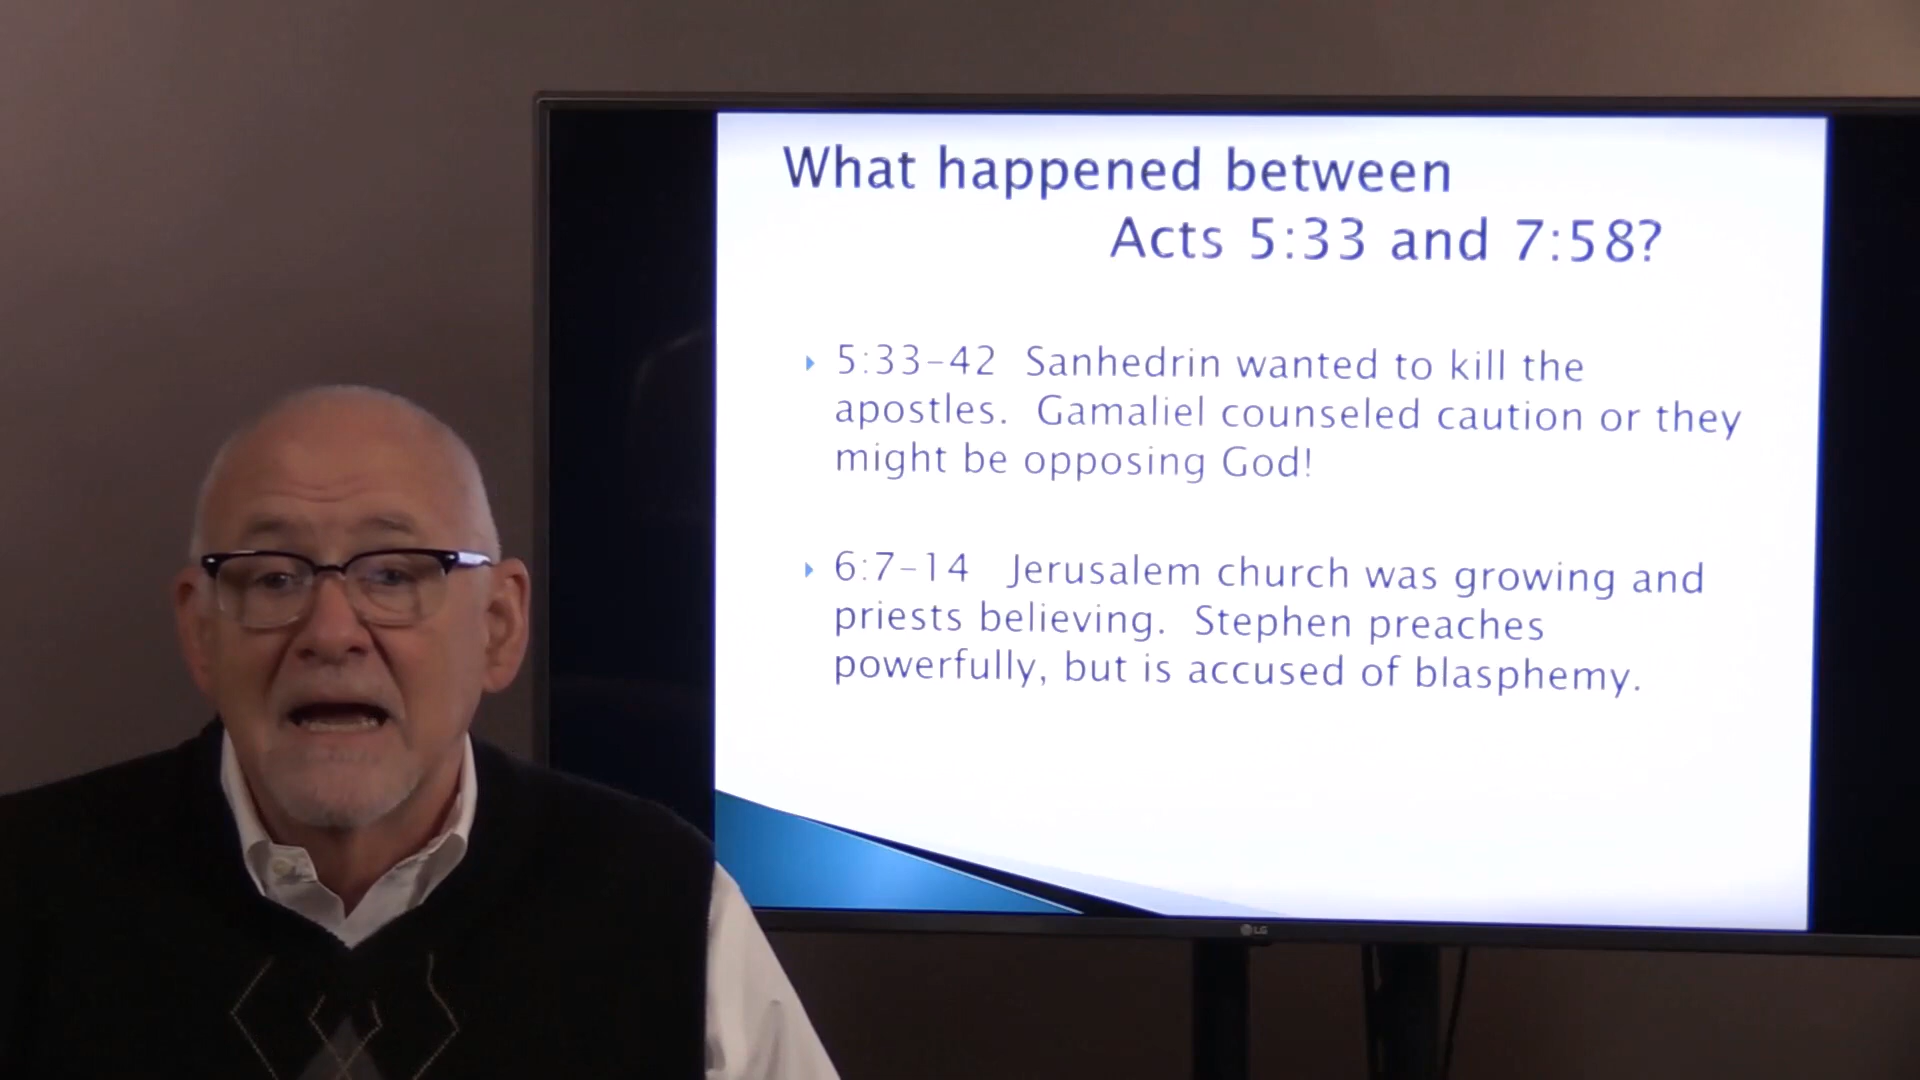 What happened between
Acts 5:33 and 7:58?
5:33-42 Sanhedrin wanted to kill the
apostles. Gamaliel counseled caution or they
might be opposing God!
6:7-14 Jerusalem church was growing and
priests believing. Stephen preaches
powerfully, but is accused of blasphemy.
LG